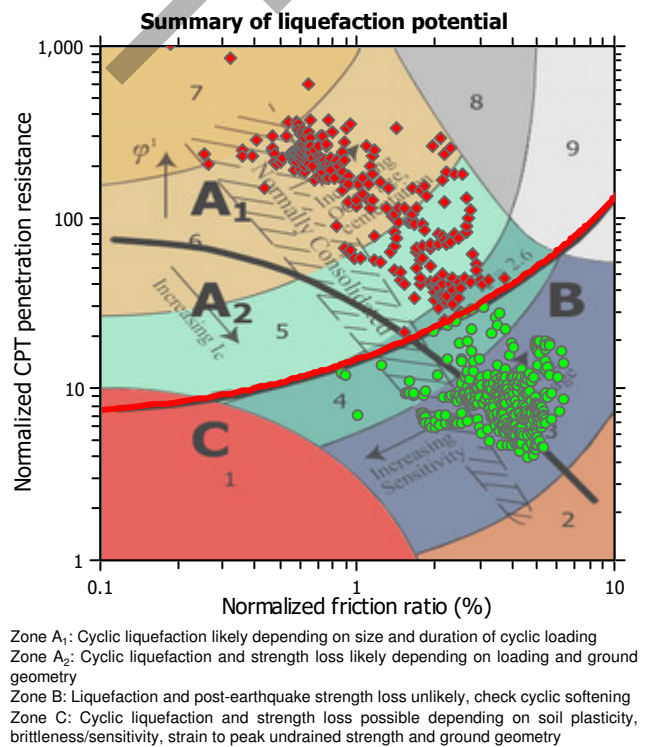 Summary of liquefaction potential
1,000
100
10
1
Normalized CPT penetration resistance
7
8
9
φ'
A1
6
A2
5
B
4
C
1
3
2
Normally Consolidated
Increasing
cementation
= 2.6
Increasing Ic
Increasing
Sensitivity
0.1
1
10
Normalized friction ratio (%)
Zone A1: Cyclic liquefaction likely depending on size and duration of cyclic loading
Zone A2: Cyclic liquefaction and strength loss likely depending on loading and ground
geometry
Zone B: Liquefaction and post-earthquake strength loss unlikely, check cyclic softening
Zone C: Cyclic liquefaction and strength loss possible depending on soil plasticity,
brittleness/sensitivity, strain to peak undrained strength and ground geometry